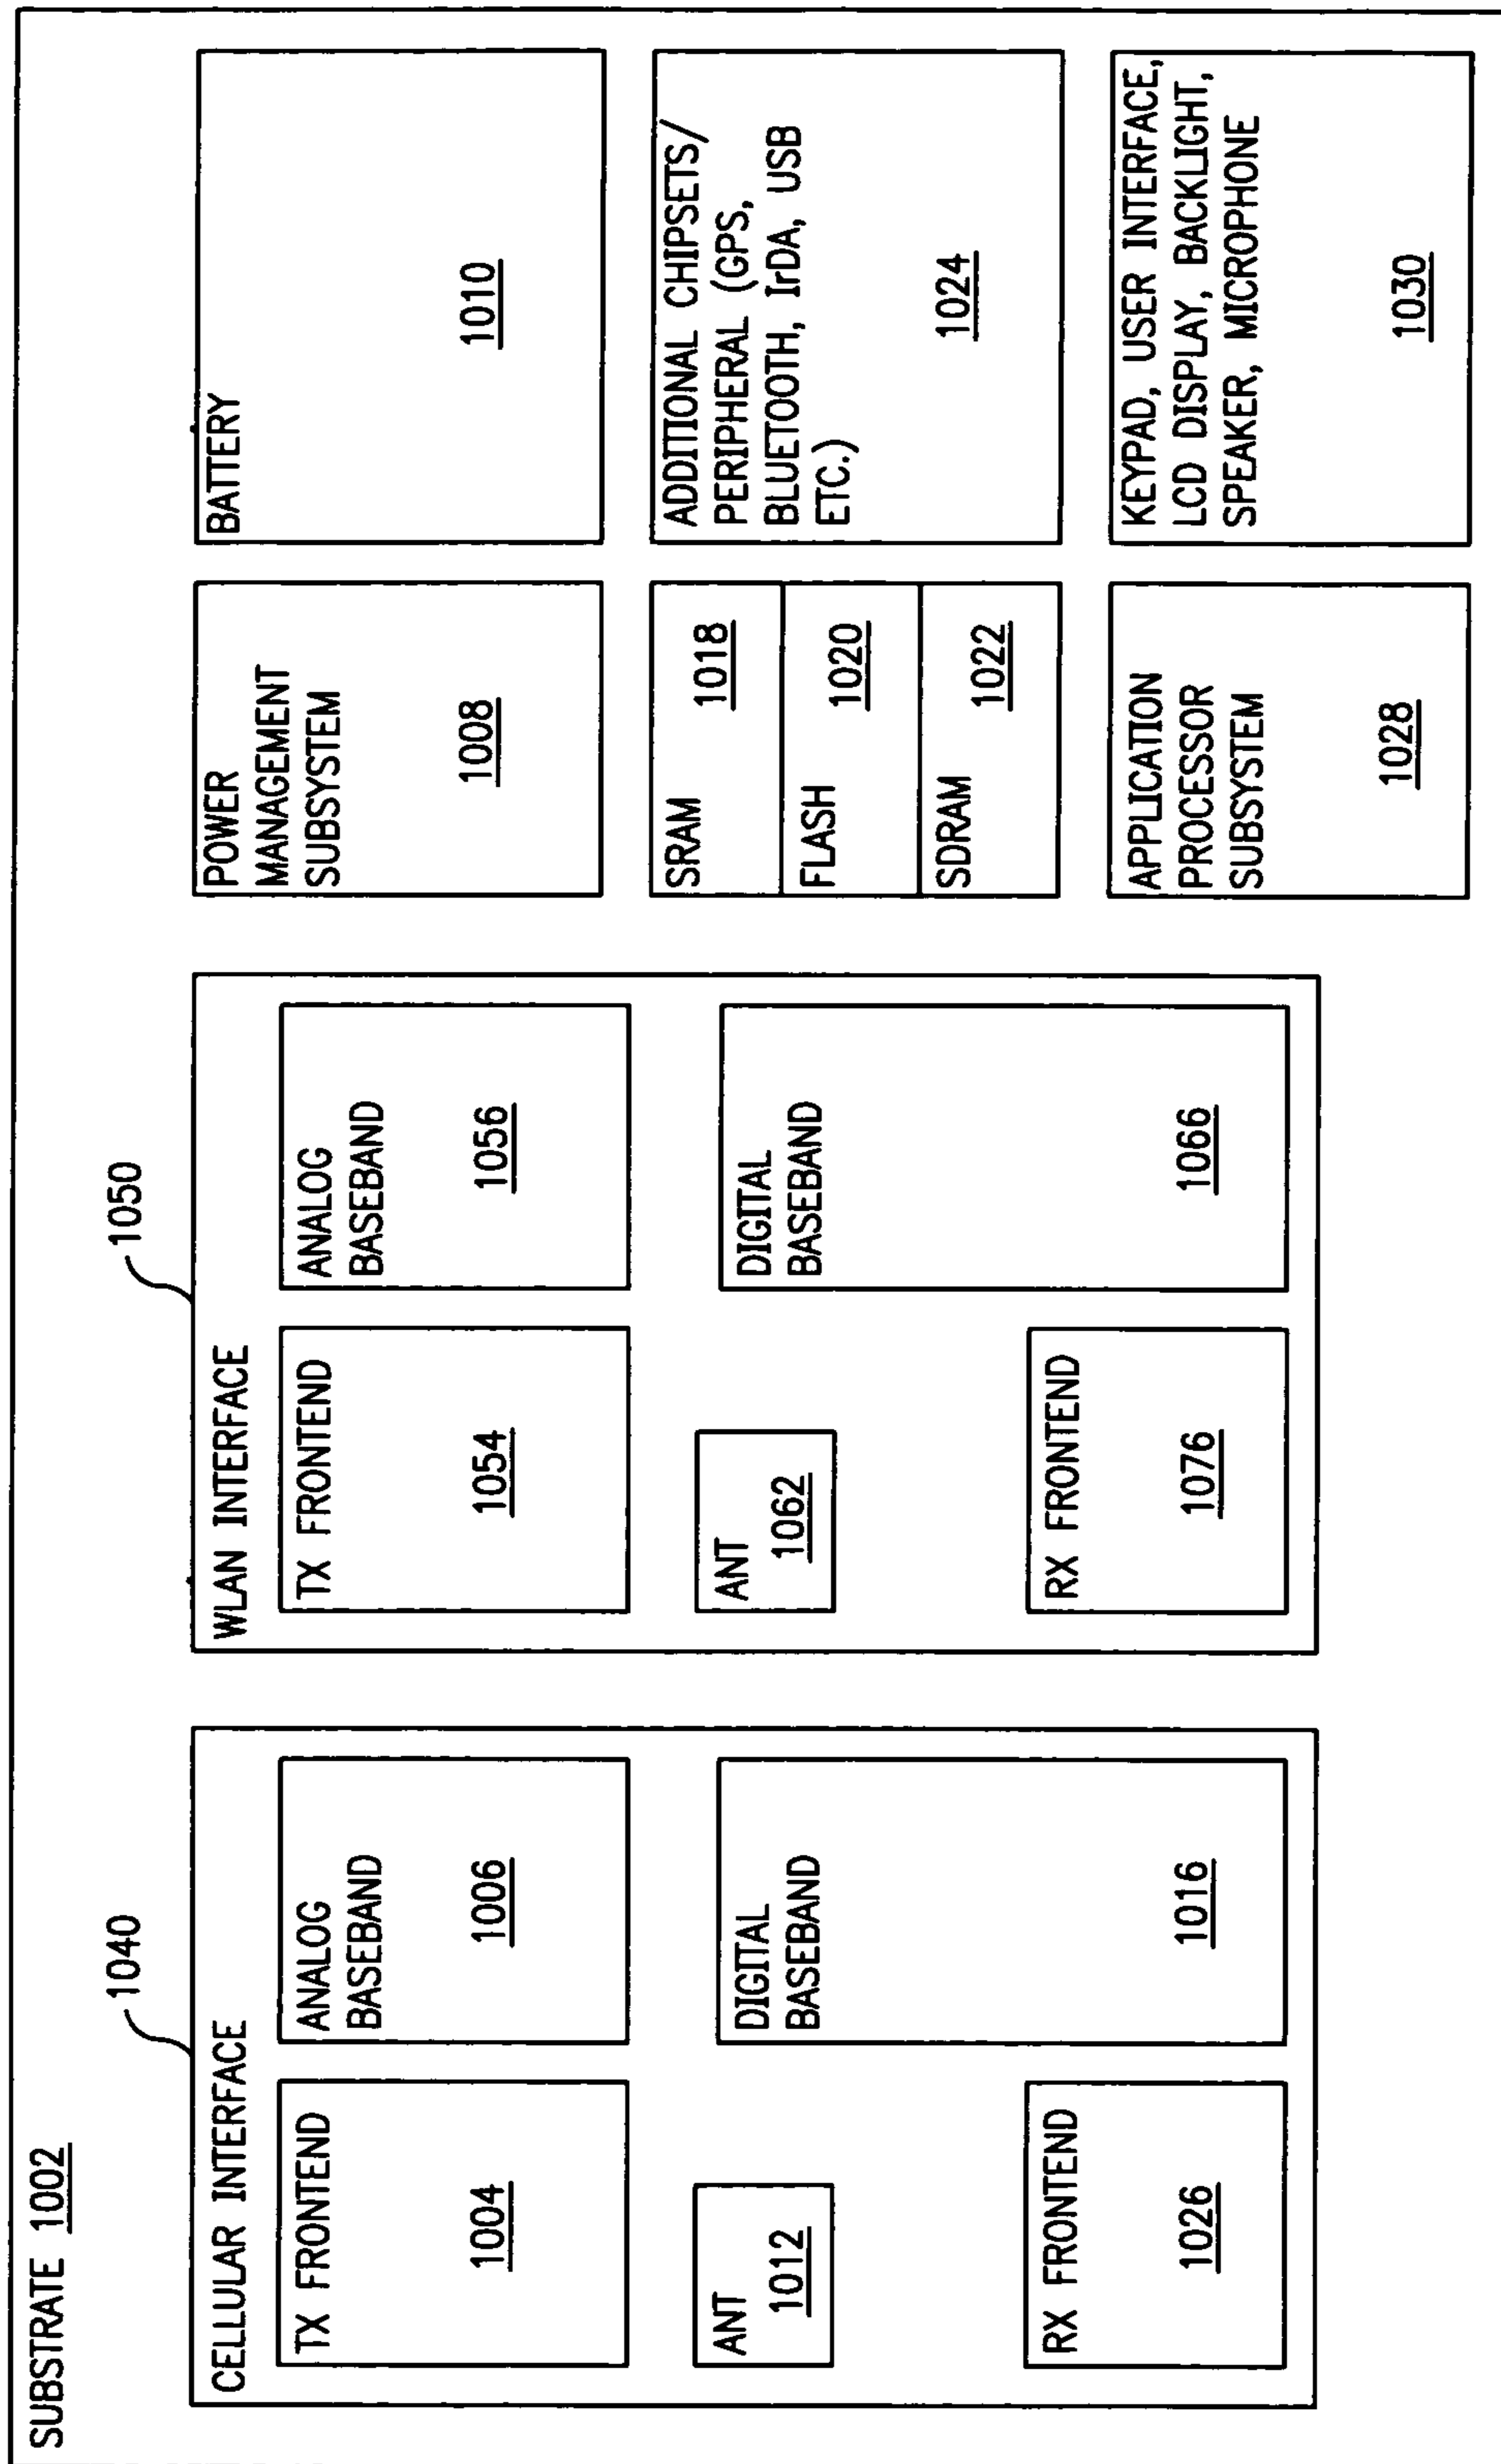 SUBSTRATE 1002
1040
CELLULAR INTERFACE
TX FRONTEND
1004
ANALOG
BASEBAND
1006
ANT
1012
DIGITAL
BASEBAND
1016
RX FRONTEND
1026
1050
WLAN INTERFACE
TX FRONTEND
1054
ANALOG
BASEBAND
1056
ANT
1062
DIGITAL
BASEBAND
1066
RX FRONTEND
1076
POWER
MANAGEMENT
SUBSYSTEM
1008
BATTERY
1010
SRAM
1018
FLASH
1020
SDRAM
1022
ADDITIONAL CHIPSETS/
PERIPHERAL (GPS,
BLUETOOTH, IrDA, USB
ETC.)
1024
APPLICATION
PROCESSOR
SUBSYSTEM
1028
KEYPAD, USER INTERFACE,
LCD DISPLAY, BACKLIGHT,
SPEAKER, MICROPHONE
1030